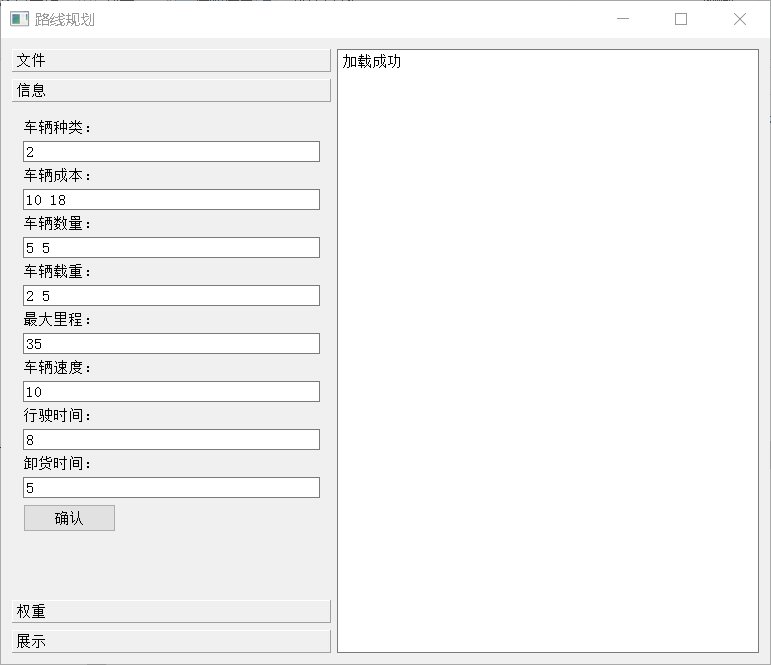 路线规划
文件
信息
车辆种类:
2
车辆成本:
10 18
车辆数量:
5 5
车辆载重:
2 5
最大里程:
35
车辆速度:
10
行驶时间:
8
卸货时间:
5
确认
权重
展示
加载成功